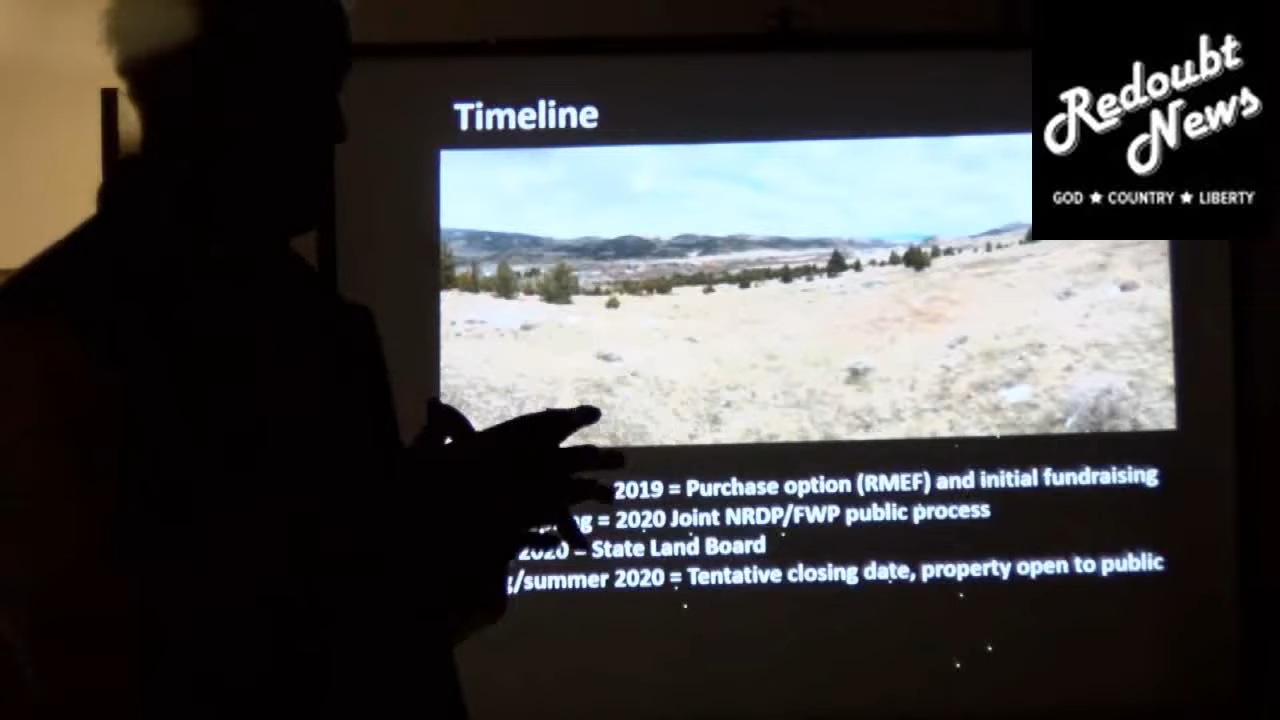 Timeline
Redoubt
News
GOD ★ COUNTRY ★ LIBERTY
2019 = Purchase option (RMEF) and initial fundraising
= 2020 Joint NRDP/FWP public process
2020 = State Land Board
/summer 2020 = Tentative closing date, property open to public